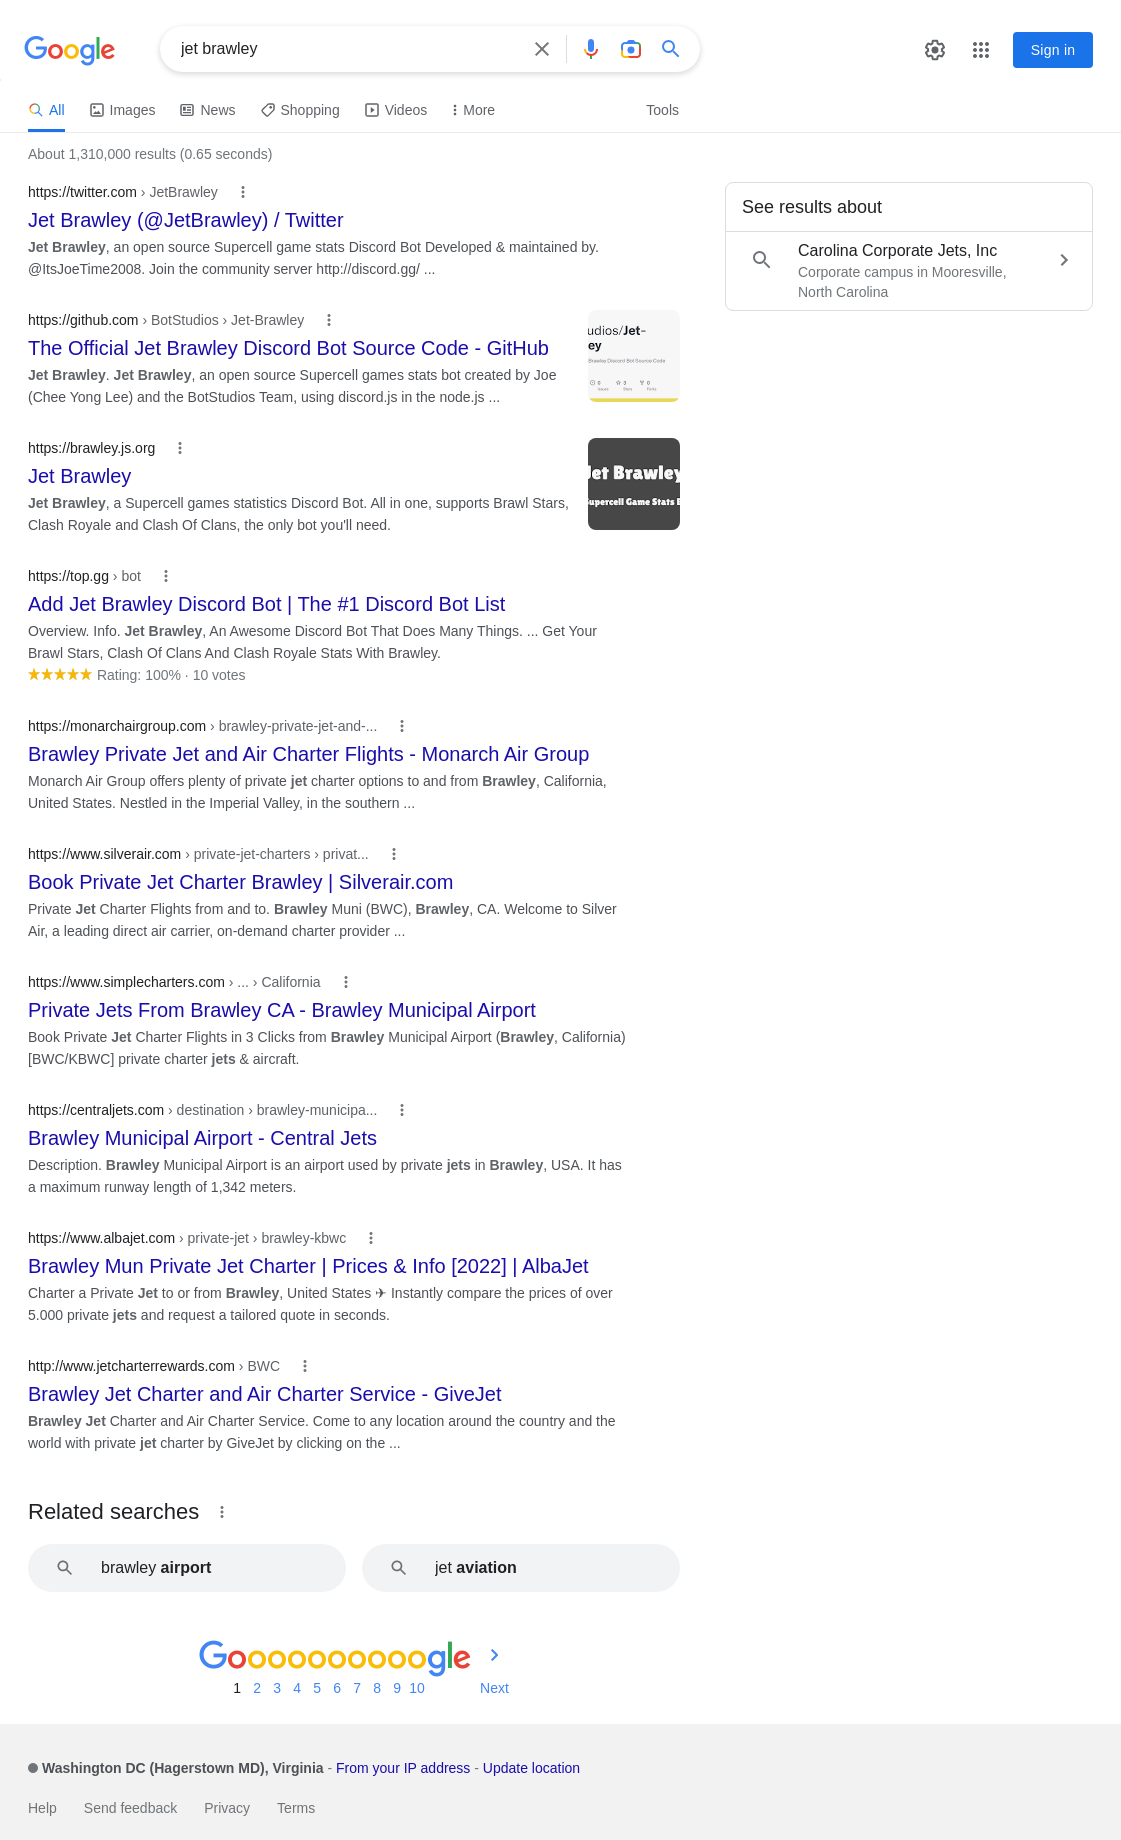 Google
jet brawley
Sign in
All
Images
News
Shopping
Videos
More
Tools
About 1,310,000 results (0.65 seconds)
https://twitter.com › JetBrawley
Jet Brawley (@JetBrawley) / Twitter
Jet Brawley, an open source Supercell game stats Discord Bot Developed & maintained by.
@ItsJoeTime2008. Join the community server http://discord.gg/ ...
https://github.com › BotStudios › Jet-Brawley
The Official Jet Brawley Discord Bot Source Code - GitHub
Jet Brawley. Jet Brawley, an open source Supercell games stats bot created by Joe
(Chee Yong Lee) and the BotStudios Team, using discord.js in the node.js ...
udios/Jet-
ey
Brawley Discord Bot Source Code
0 3 0
Issues Stars Forks
https://brawley.js.org
Jet Brawley
Jet Brawley, a Supercell games statistics Discord Bot. All in one, supports Brawl Stars,
Clash Royale and Clash Of Clans, the only bot you'll need.
Jet Brawley
Supercell Game Stats B
https://top.gg › bot
Add Jet Brawley Discord Bot | The #1 Discord Bot List
Overview. Info. Jet Brawley, An Awesome Discord Bot That Does Many Things. ... Get Your
Brawl Stars, Clash Of Clans And Clash Royale Stats With Brawley.
Rating: 100% · 10 votes
https://monarchairgroup.com › brawley-private-jet-and-...
Brawley Private Jet and Air Charter Flights - Monarch Air Group
Monarch Air Group offers plenty of private jet charter options to and from Brawley, California,
United States. Nestled in the Imperial Valley, in the southern ...
https://www.silverair.com › private-jet-charters › privat...
Book Private Jet Charter Brawley | Silverair.com
Private Jet Charter Flights from and to. Brawley Muni (BWC), Brawley, CA. Welcome to Silver
Air, a leading direct air carrier, on-demand charter provider ...
https://www.simplecharters.com › ... › California
Private Jets From Brawley CA - Brawley Municipal Airport
Book Private Jet Charter Flights in 3 Clicks from Brawley Municipal Airport (Brawley, California)
[BWC/KBWC] private charter jets & aircraft.
https://centraljets.com › destination › brawley-municipa...
Brawley Municipal Airport - Central Jets
Description. Brawley Municipal Airport is an airport used by private jets in Brawley, USA. It has
a maximum runway length of 1,342 meters.
https://www.albajet.com › private-jet › brawley-kbwc
Brawley Mun Private Jet Charter | Prices & Info [2022] | AlbaJet
Charter a Private Jet to or from Brawley, United States ✈ Instantly compare the prices of over
5.000 private jets and request a tailored quote in seconds.
http://www.jetcharterrewards.com › BWC
Brawley Jet Charter and Air Charter Service - GiveJet
Brawley Jet Charter and Air Charter Service. Come to any location around the country and the
world with private jet charter by GiveJet by clicking on the ...
See results about
Carolina Corporate Jets, Inc
Corporate campus in Mooresville,
North Carolina
Related searches
brawley airport
jet aviation
Goooooooooogle
1 2 3 4 5 6 7 8 9 10 Next
Washington DC (Hagerstown MD), Virginia - From your IP address - Update location
Help Send feedback Privacy Terms